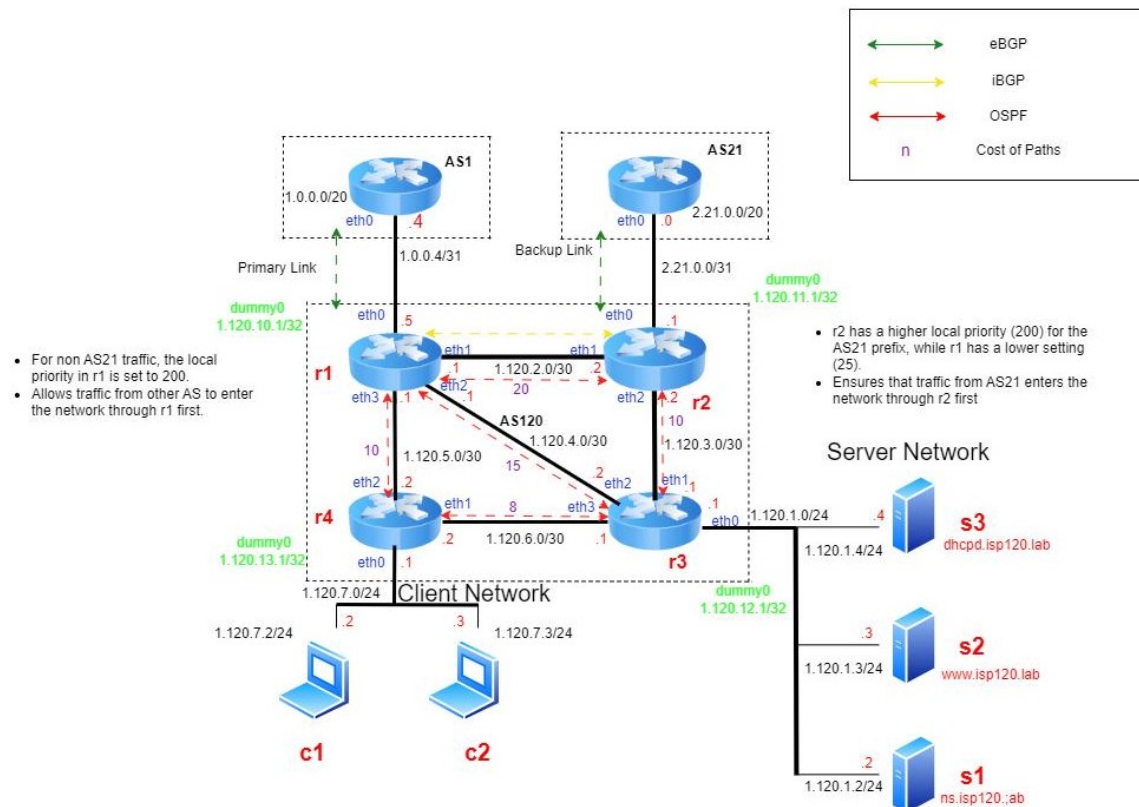 eBGP
iBGP
OSPF
n
Cost of Paths
AS1
1.0.0.0/20
eth0
.4
AS21
2.21.0.0/20
eth0
.0
Primary Link
1.0.0.4/31
Backup Link
2.21.0.0/31
dummy0
1.120.10.1/32
dummy0
1.120.11.1/32
eth0
.5
eth0
.1
• For non AS21 traffic, the local
priority in r1 is set to 200.
• Allows traffic from other AS to enter
the network through r1 first.
• r2 has a higher local priority (200) for the
AS21 prefix, while r1 has a lower setting
(25).
• Ensures that traffic from AS21 enters the
network through r2 first
r1
eth1
eth1
.1
1.120.2.0/30
.2
20
eth2
.1
eth3
.1
eth2
.2
r2
AS120
10
1.120.4.0/30
1.120.3.0/30
10
1.120.5.0/30
15
.2
eth2
.2
eth2
eth1
.1
.1
r4
eth1
8
eth3
eth0
.2
1.120.6.0/30
.1
r3
dummy0
1.120.13.1/32
eth0
.1
1.120.7.0/24
Client Network
dummy0
1.120.12.1/32
1.120.7.2/24
.2
.3
1.120.7.3/24
c1
c2
Server Network
1.120.1.0/24
.4
1.120.1.4/24
s3
dhcpd.isp120.lab
.3
1.120.1.3/24
s2
www.isp120.lab
.2
1.120.1.2/24
s1
ns.isp120.;ab